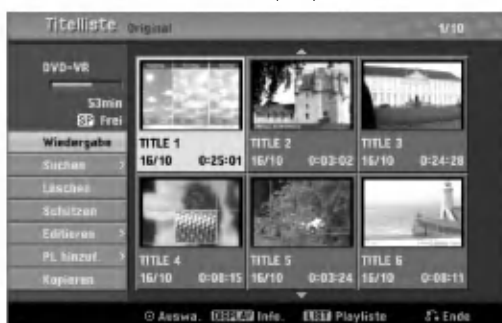 Titelliste Original 1/10
DVD-VR
53min
SP Frei
Wiedergabe
Suchen >
Löschen
Schützen
Editieren >
PL hinzuf. >
Kopieren
TITLE 1
16/10 0:25:01
TITLE 2
16/10 0:03:02
TITLE 3
16/10 0:24:28
TITLE 4
16/10 0:08:15
TITLE 5
16/10 0:03:24
TITLE 6
16/10 0:08:11
Auswa. DISPLAY Info. LIST Playliste Ende